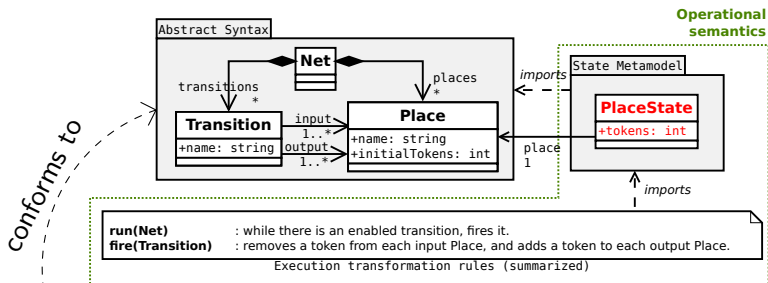 Operational
semantics
Abstract Syntax
Net
transitions
*
places
*
imports
State Metamodel
PlaceState
+tokens: int
Transition
+name: string
input
1..*
output
1..*
Place
+name: string
+initialTokens: int
place
1
imports
conforms to
run(Net) : while there is an enabled transition, fires it.
fire(Transition) : removes a token from each input Place, and adds a token to each output Place.
Execution transformation rules (summarized)